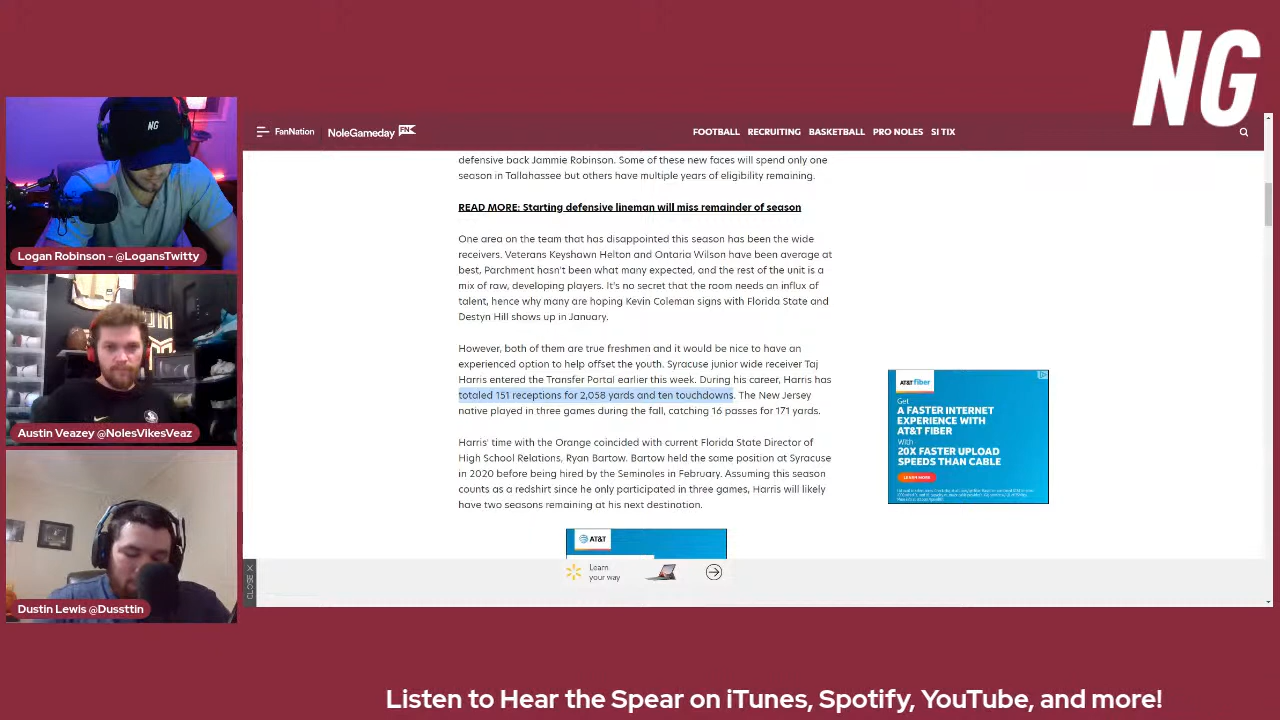 NG
FanNation
NoleGameday FN
FOOTBALL RECRUITING BASKETBALL PRO NOLES SI TIX
defensive back Jammie Robinson. Some of these new faces will spend only one
season in Tallahassee but others have multiple years of eligibility remaining.
READ MORE: Starting defensive lineman will miss remainder of season
One area on the team that has disappointed this season has been the wide
receivers. Veterans Keyshawn Helton and Ontaria Wilson have been average at
best, Parchment hasn't been what many expected, and the rest of the unit is a
mix of raw, developing players. It's no secret that the room needs an influx of
talent, hence why many are hoping Kevin Coleman signs with Florida State and
Destyn Hill shows up in January.
However, both of them are true freshmen and it would be nice to have an
experienced option to help offset the youth. Syracuse junior wide receiver Taj
Harris entered the Transfer Portal earlier this week. During his career, Harris has
totaled 151 receptions for 2,058 yards and ten touchdowns. The New Jersey
native played in three games during the fall, catching 16 passes for 171 yards.
Harris' time with the Orange coincided with current Florida State Director of
High School Relations, Ryan Bartow. Bartow held the same position at Syracuse
in 2020 before being hired by the Seminoles in February. Assuming this season
counts as a redshirt since he only participated in three games, Harris will likely
have two seasons remaining at his next destination.
AT&T fiber
Get
A FASTER INTERNET
EXPERIENCE WITH
AT&T FIBER
With
20X FASTER UPLOAD
SPEEDS THAN CABLE
LEARN MORE
AT&T
Learn
your way
X CLOSE
NG
Logan Robinson - @LogansTwitty
Austin Veazey @NolesVikesVeaz
Dustin Lewis @Dussttin
Listen to Hear the Spear on iTunes, Spotify, YouTube, and more!